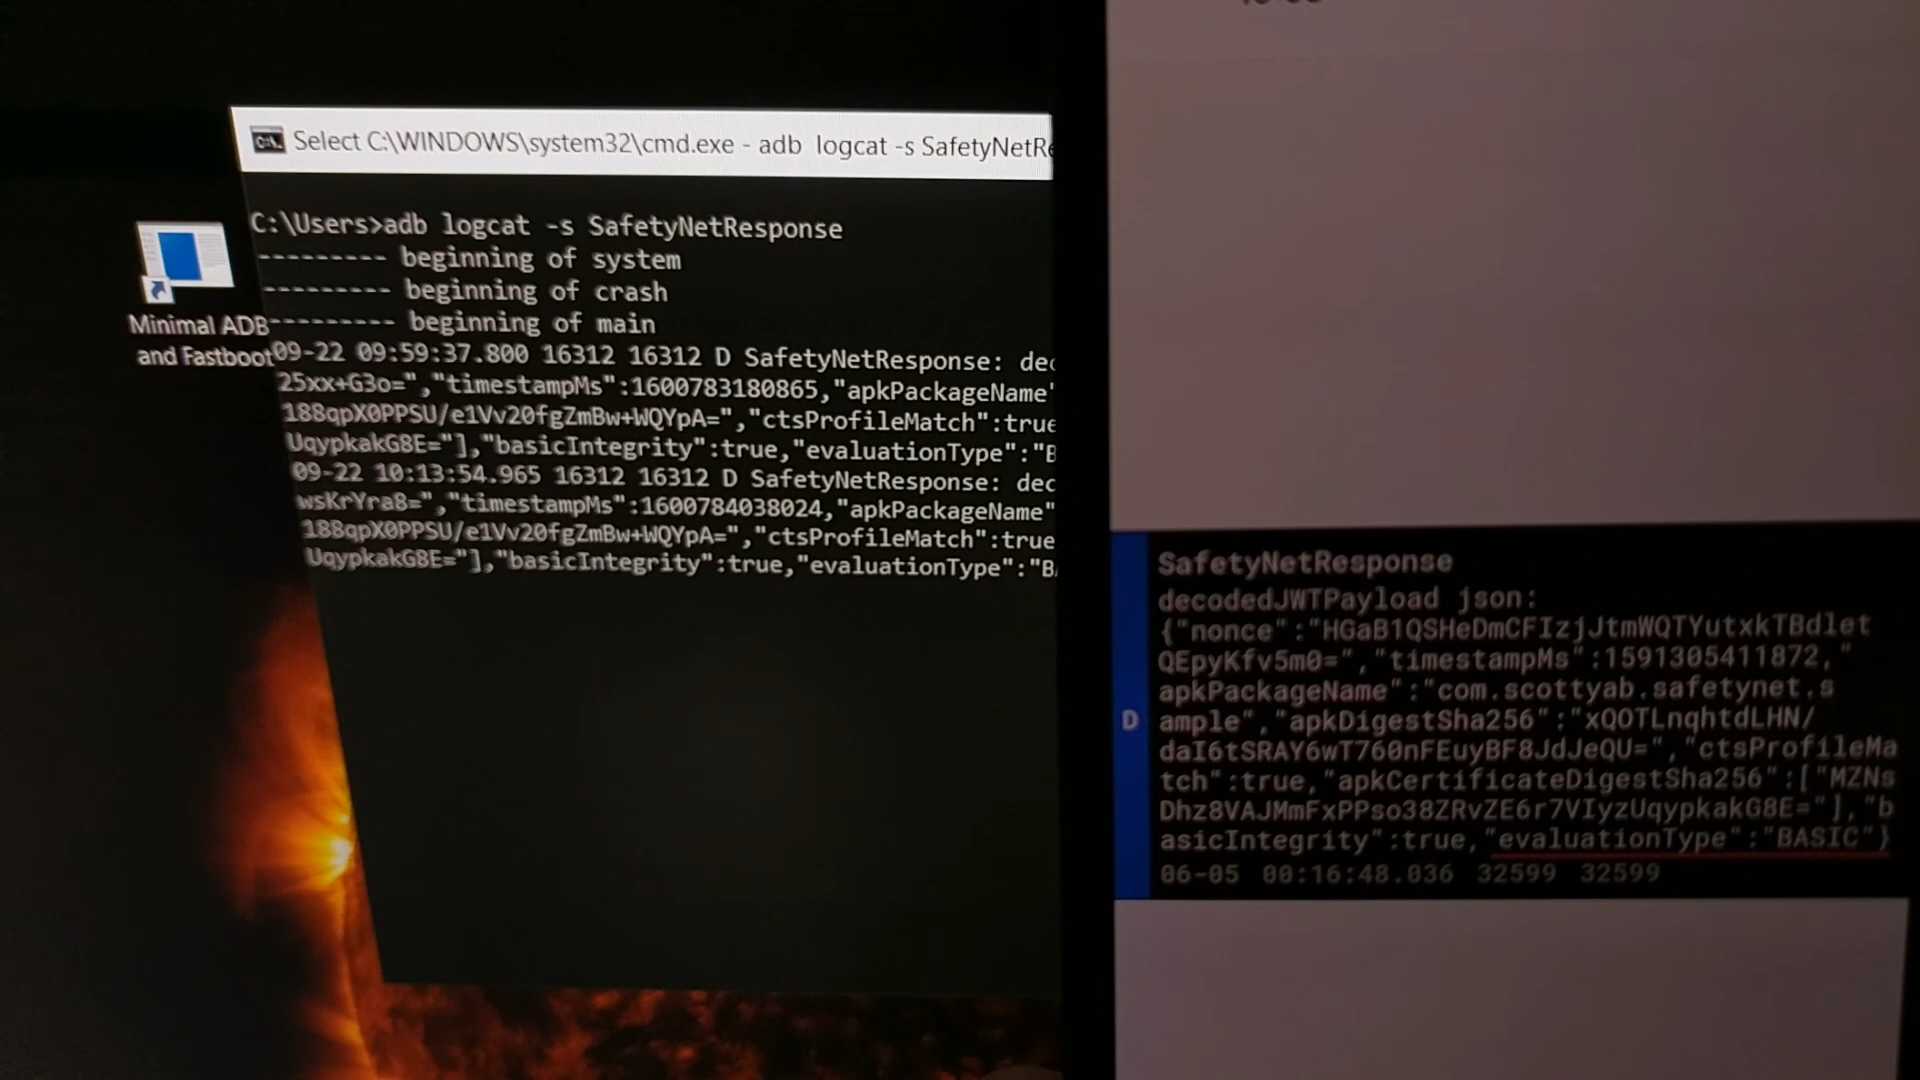 Select C:\WINDOWS\system32\cmd.exe - adb  logcat -s SafetyNetRe
C:\Users>adb logcat -s SafetyNetResponse
--------- beginning of system
--------- beginning of crash
--------- beginning of main
09-22 09:59:37.800 16312 16312 D SafetyNetResponse: dec
25xx+G3o=","timestampMs":1600783180865,"apkPackageName"
188qpX0PPSU/e1Vv20fgZmBw+WQYpA=","ctsProfileMatch":true
UqypkakG8E="],"basicIntegrity":true,"evaluationType":"B
09-22 10:13:54.965 16312 16312 D SafetyNetResponse: dec
wsKrYra8=","timestampMs":1600784038024,"apkPackageName"
188qpX0PPSU/e1Vv20fgZmBw+WQYpA=","ctsProfileMatch":true
UqypkakG8E="],"basicIntegrity":true,"evaluationType":"BA
Minimal ADB
and Fastboot
SafetyNetResponse
decodedJWTPayload json:
{"nonce":"HGaB1QSHeDmCFIzjJtmWQTYutxkTBdlet
QEpyKfv5m0=","timestampMs":1591305411872,"
apkPackageName":"com.scottyab.safetynet.s
D ample","apkDigestSha256":"xQOTLnqhtdLHN/
daI6tSRAY6wT760nFEuyBF8JdJeQU=","ctsProfileMa
tch":true,"apkCertificateDigestSha256":["MZNs
Dhz8VAJMmFxPPso38ZRvZE6r7VIyzUqypkakG8E="],"b
asicIntegrity":true,"evaluationType":"BASIC"}
06-05 00:16:48.036 32599 32599